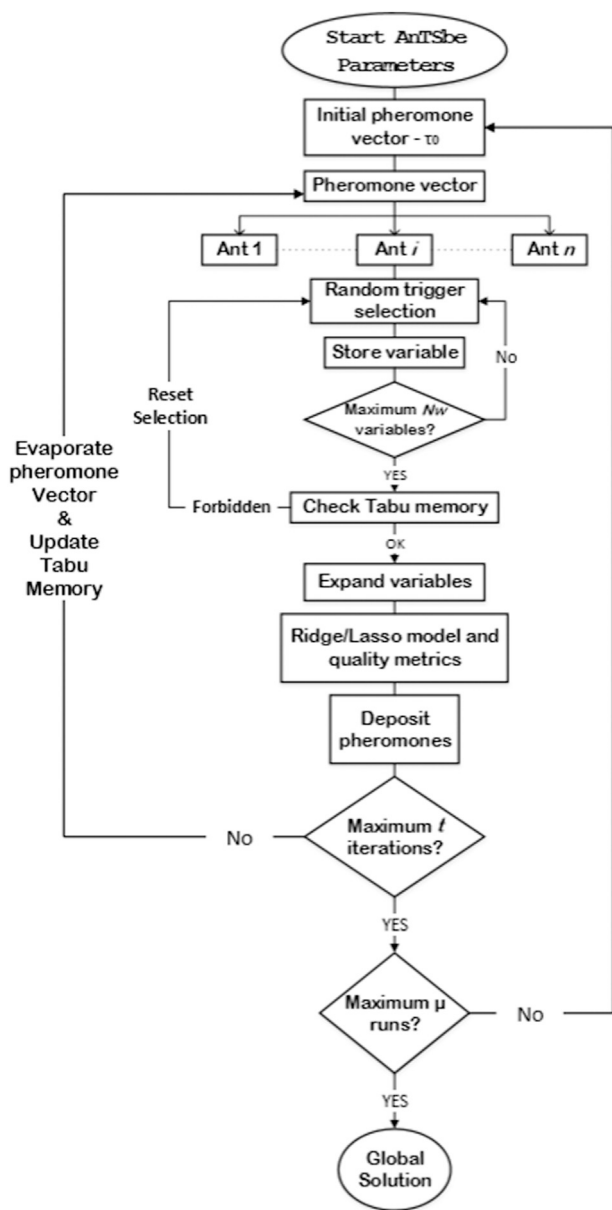 Start AnTSbe
Parameters
Initial pheromone
vector - τ0
Pheromone vector
Ant 1
Ant i
Ant n
Random trigger
selection
Store variable
No
Reset
Selection
Maximum Nw
variables?
YES
Evaporate
pheromone
Vector
&
Update
Tabu
Memory
Forbidden
Check Tabu memory
OK
Expand variables
Ridge/Lasso model and
quality metrics
Deposit
pheromones
No
Maximum t
iterations?
YES
Maximum μ
runs?
No
YES
Global
Solution